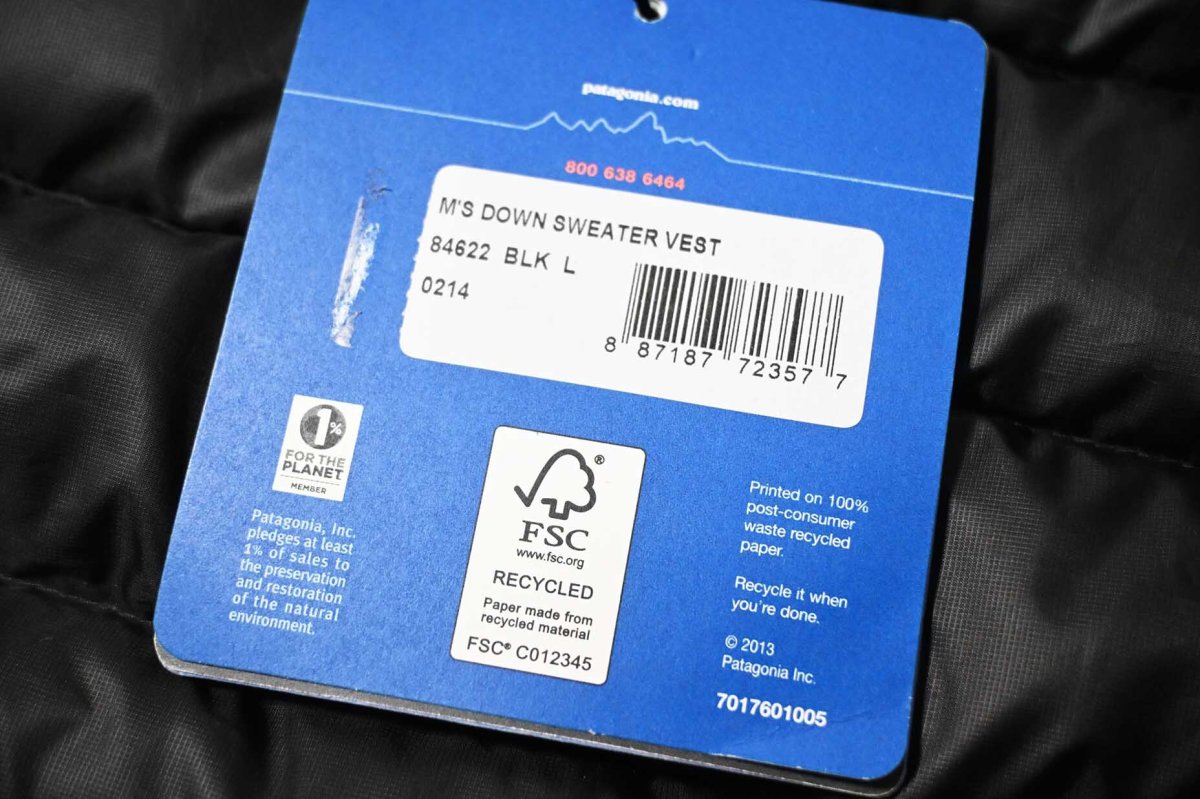 patagonia.com
800 638 6464
M'S DOWN SWEATER VEST
84622 BLK L
0214
8 87187 72357 7
1%
FOR THE
PLANET
MEMBER
Patagonia, Inc.
pledges at least
1% of sales to
the preservation
and restoration
of the natural
environment.
®
FSC
www.fsc.org
RECYCLED
Paper made from
recycled material
FSC® C012345
Printed on 100%
post-consumer
waste recycled
paper.
Recycle it when
you're done.
© 2013
Patagonia Inc.
7017601005